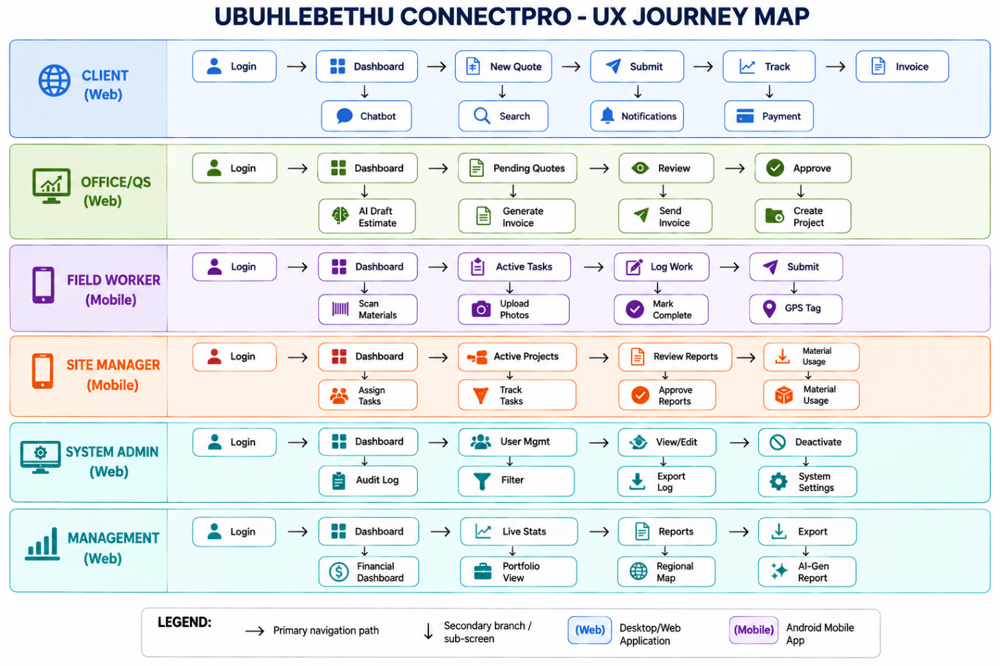 UBUHLEBETHU CONNECTPRO - UX JOURNEY MAP
CLIENT
(Web)
Login
Dashboard
New Quote
Submit
Track
Invoice
Chatbot
Search
Notifications
Payment
OFFICE/QS
(Web)
Login
Dashboard
Pending Quotes
Review
Approve
AI Draft
Estimate
Generate
Invoice
Send
Invoice
Create
Project
FIELD WORKER
(Mobile)
Login
Dashboard
Active Tasks
Log Work
Submit
Scan
Materials
Upload
Photos
Mark
Complete
GPS Tag
SITE MANAGER
(Mobile)
Login
Dashboard
Active Projects
Review Reports
Material
Usage
Assign
Tasks
Track
Tasks
Approve
Reports
Material
Usage
SYSTEM ADMIN
(Web)
Login
Dashboard
User Mgmt
View/Edit
Deactivate
Audit Log
Filter
Export
Log
System
Settings
MANAGEMENT
(Web)
Login
Dashboard
Live Stats
Reports
Export
Financial
Dashboard
Portfolio
View
Regional
Map
AI-Gen
Report
LEGEND:
Primary navigation path
Secondary branch /
sub-screen
(Web)
Desktop/Web
Application
(Mobile)
Android Mobile
App